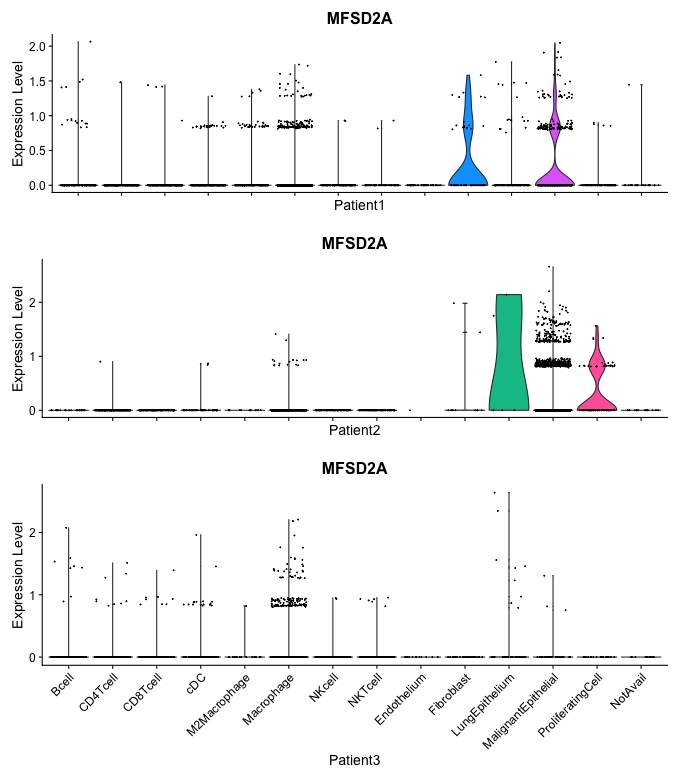 MFSD2A
Expression Level
2.0
1.5
1.0
0.5
0.0
Patient1
MFSD2A
Expression Level
2
1
0
Patient2
MFSD2A
Expression Level
2
1
0
Bcell
CD4Tcell
CD8Tcell
cDC
M2Macrophage
Macrophage
NKcell
NKTcell
Endothelium
Fibroblast
LungEpithelium
MalignantEpithelial
ProliferatingCell
NotAvail
Patient3